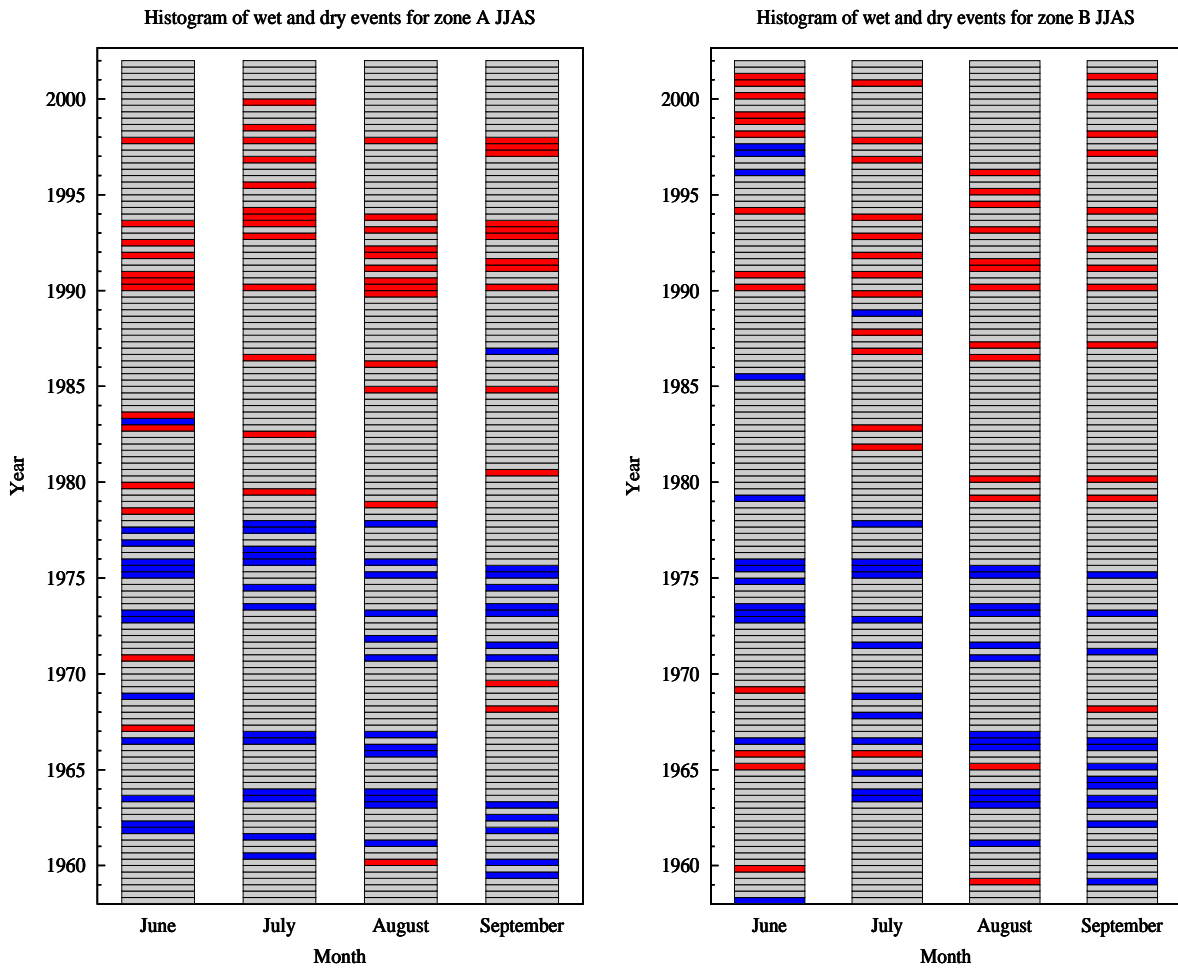 Histogram of wet and dry events for zone A JJAS
2000
1995
1990
1985
1980
1975
1970
1965
1960
Year
June July August September
Month
Histogram of wet and dry events for zone B JJAS
2000
1995
1990
1985
1980
1975
1970
1965
1960
Year
June July August September
Month